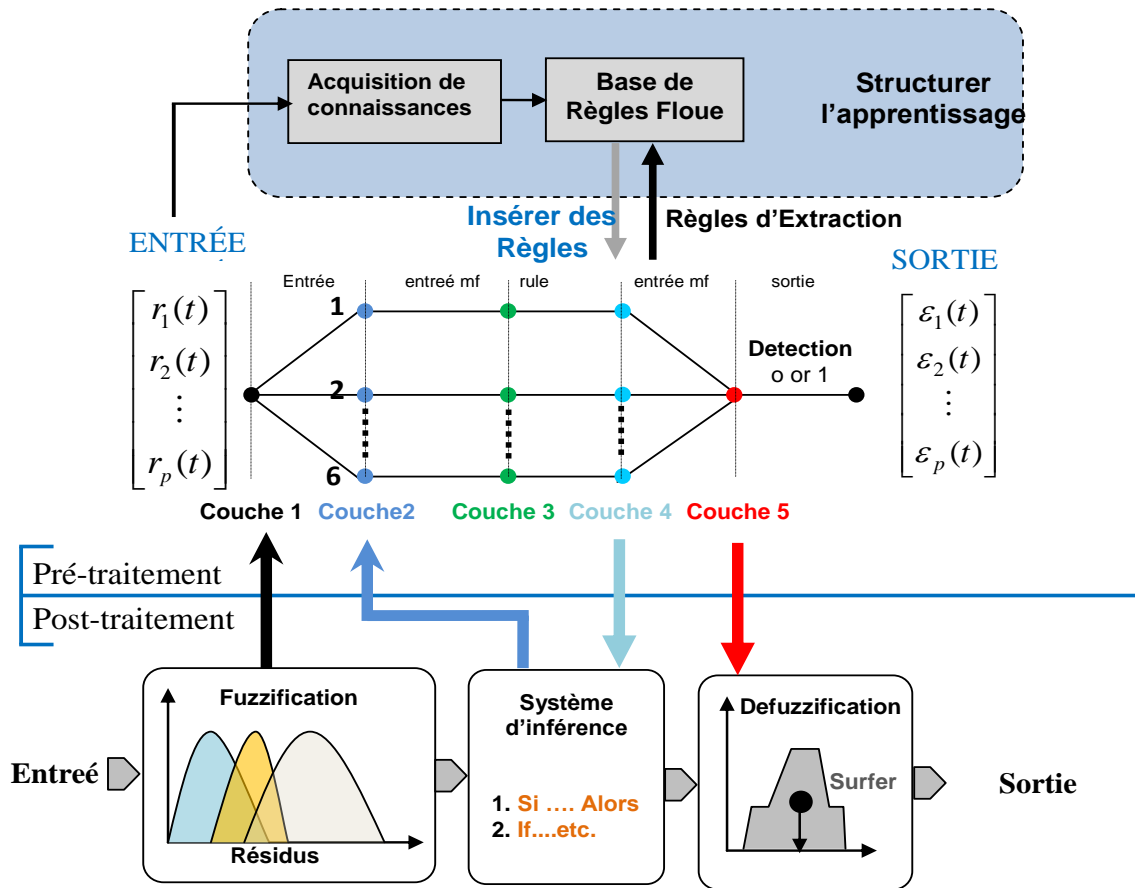 Acquisition de
connaissances
Base de
Règles Floue
Structurer
l'apprentissage
Insérer des
Règles
Règles d'Extraction
ENTRÉE
SORTIE
Entrée
entreé mf
rule
entrée mf
sortie
r₁(t)
r₂(t)
⋮
rₚ(t)
1
2
6
Detection
o or 1
ε₁(t)
ε₂(t)
⋮
εₚ(t)
Couche 1
Couche2
Couche 3
Couche 4
Couche 5
Pré-traitement
Post-traitement
Entreé
Fuzzification
Résidus
Système
d'inférence
1. Si .... Alors
2. If....etc.
Defuzzification
Surfer
Sortie